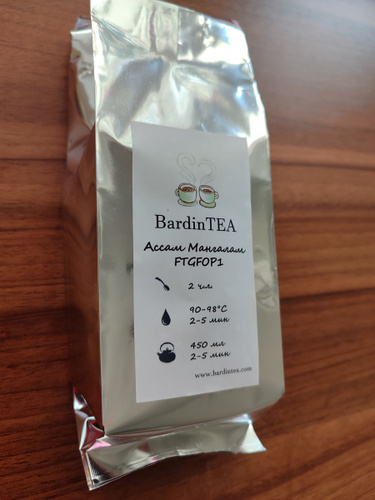 BardinTEA
Ассам Мангалам
FTGFOP1
2 ч.л.
90-98°C
2-5 мин
450 мл
2-5 мин
www.bardintea.com